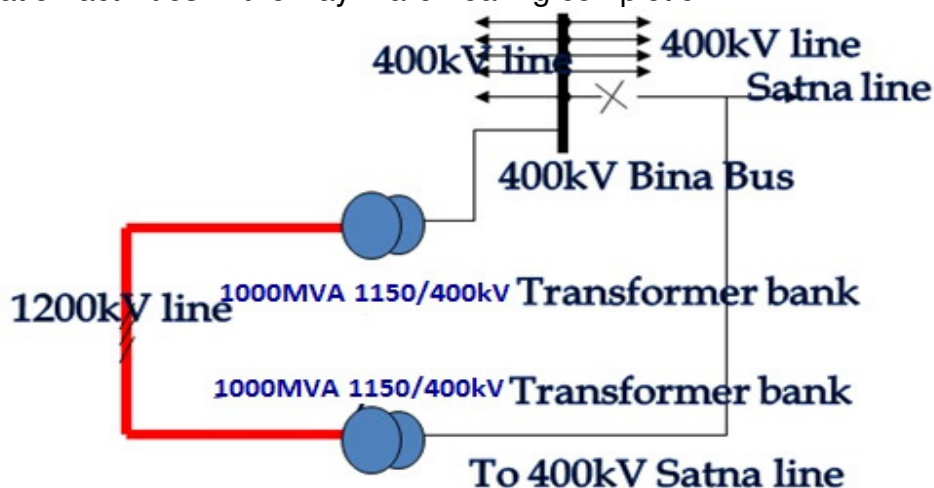 400kV line
400kV line
Satna line
400kV Bina Bus
1200kV line
1000MVA 1150/400kV Transformer bank
1000MVA 1150/400kV Transformer bank
To 400kV Satna line